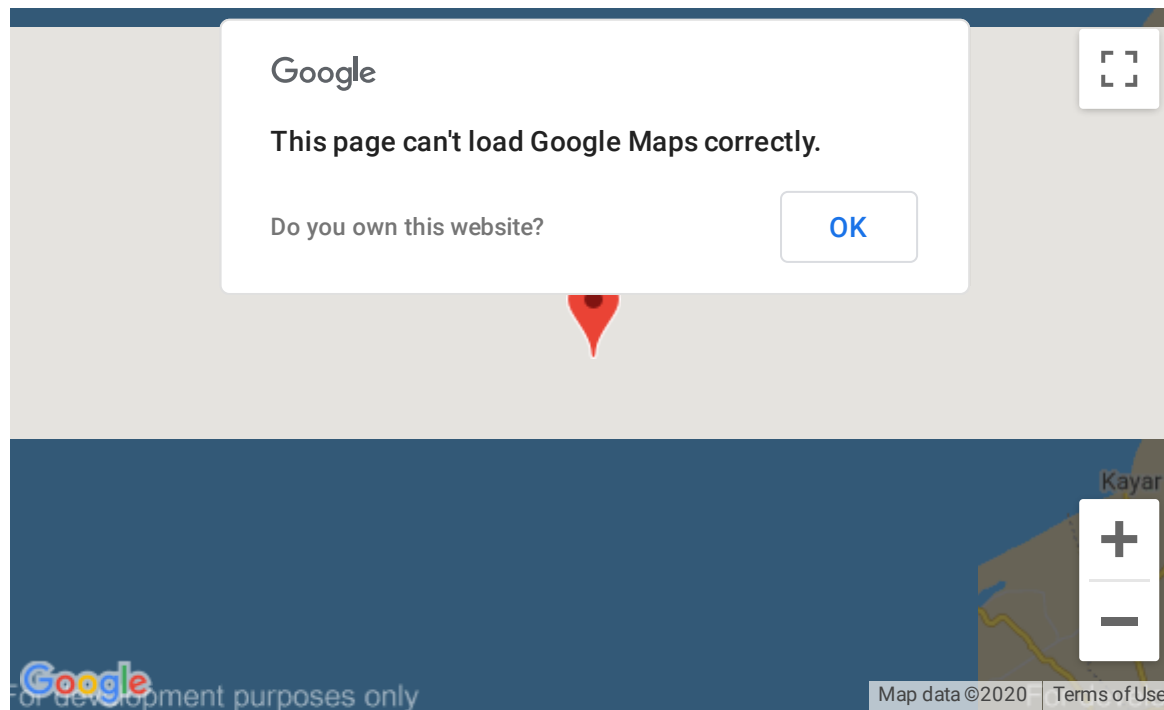 Google
This page can't load Google Maps correctly.
Do you own this website?
OK
Kayar
Google
For development purposes only
Map data ©2020
Terms of Use